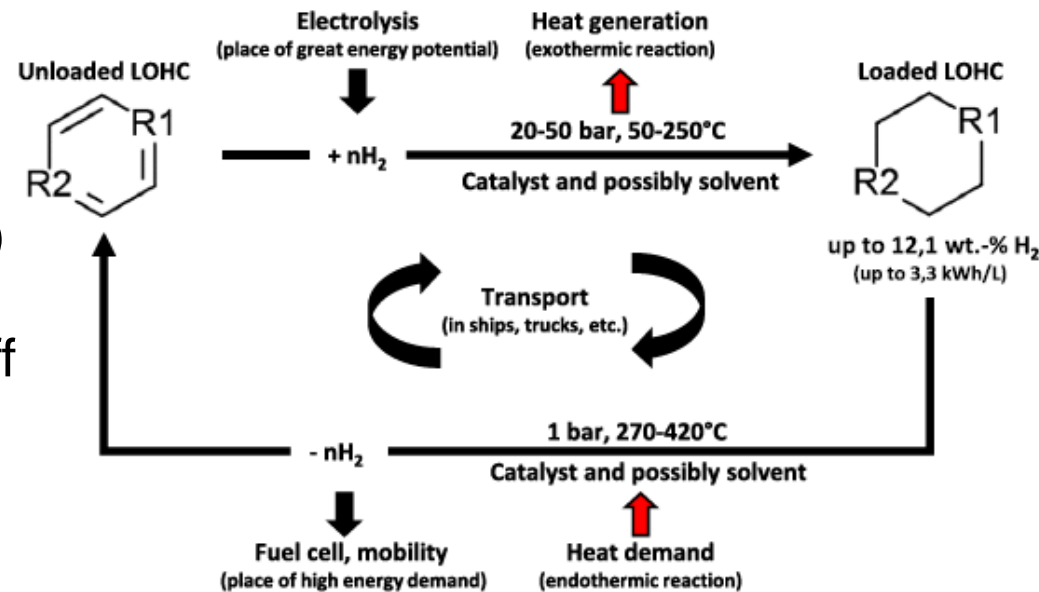 Electrolysis
(place of great energy potential)
Heat generation
(exothermic reaction)
Unloaded LOHC
Loaded LOHC
R1
R2
+ nH₂
20-50 bar, 50-250°C
Catalyst and possibly solvent
R1
R2
)
up to 12,1 wt.-% H₂
(up to 3,3 kWh/L)
Transport
(in ships, trucks, etc.)
ff
- nH₂
1 bar, 270-420°C
Catalyst and possibly solvent
Fuel cell, mobility
(place of high energy demand)
Heat demand
(endothermic reaction)